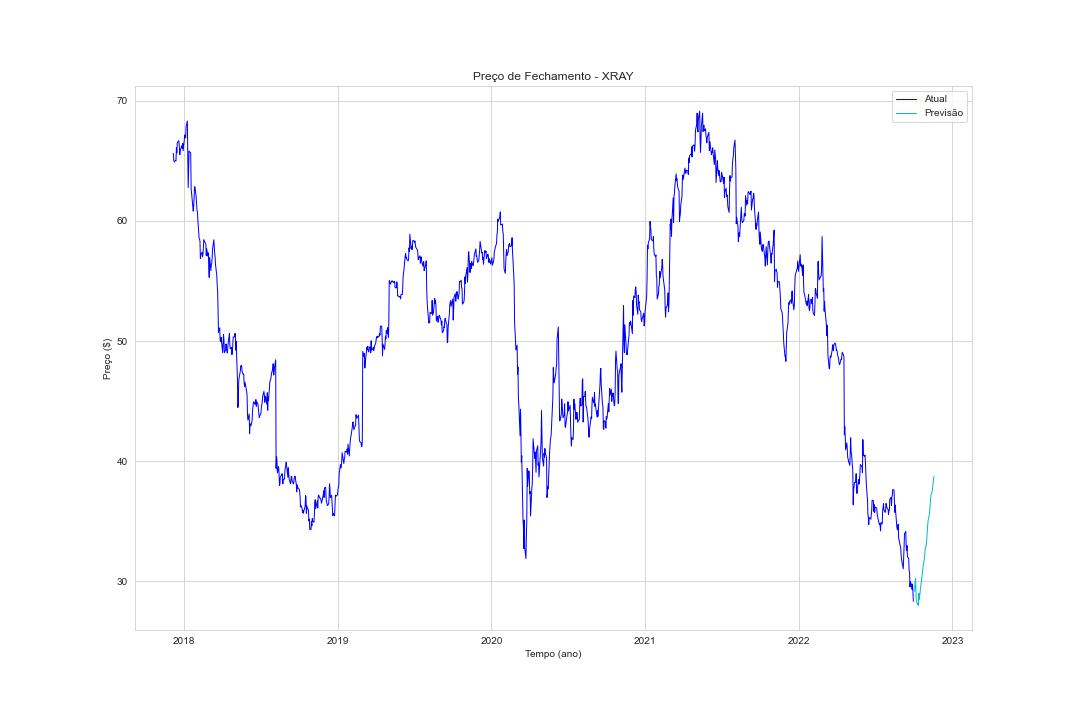 Preço de Fechamento - XRAY
Atual
Previsão
Preço ($)
70
60
50
40
30
2018
2019
2020
2021
2022
2023
Tempo (ano)